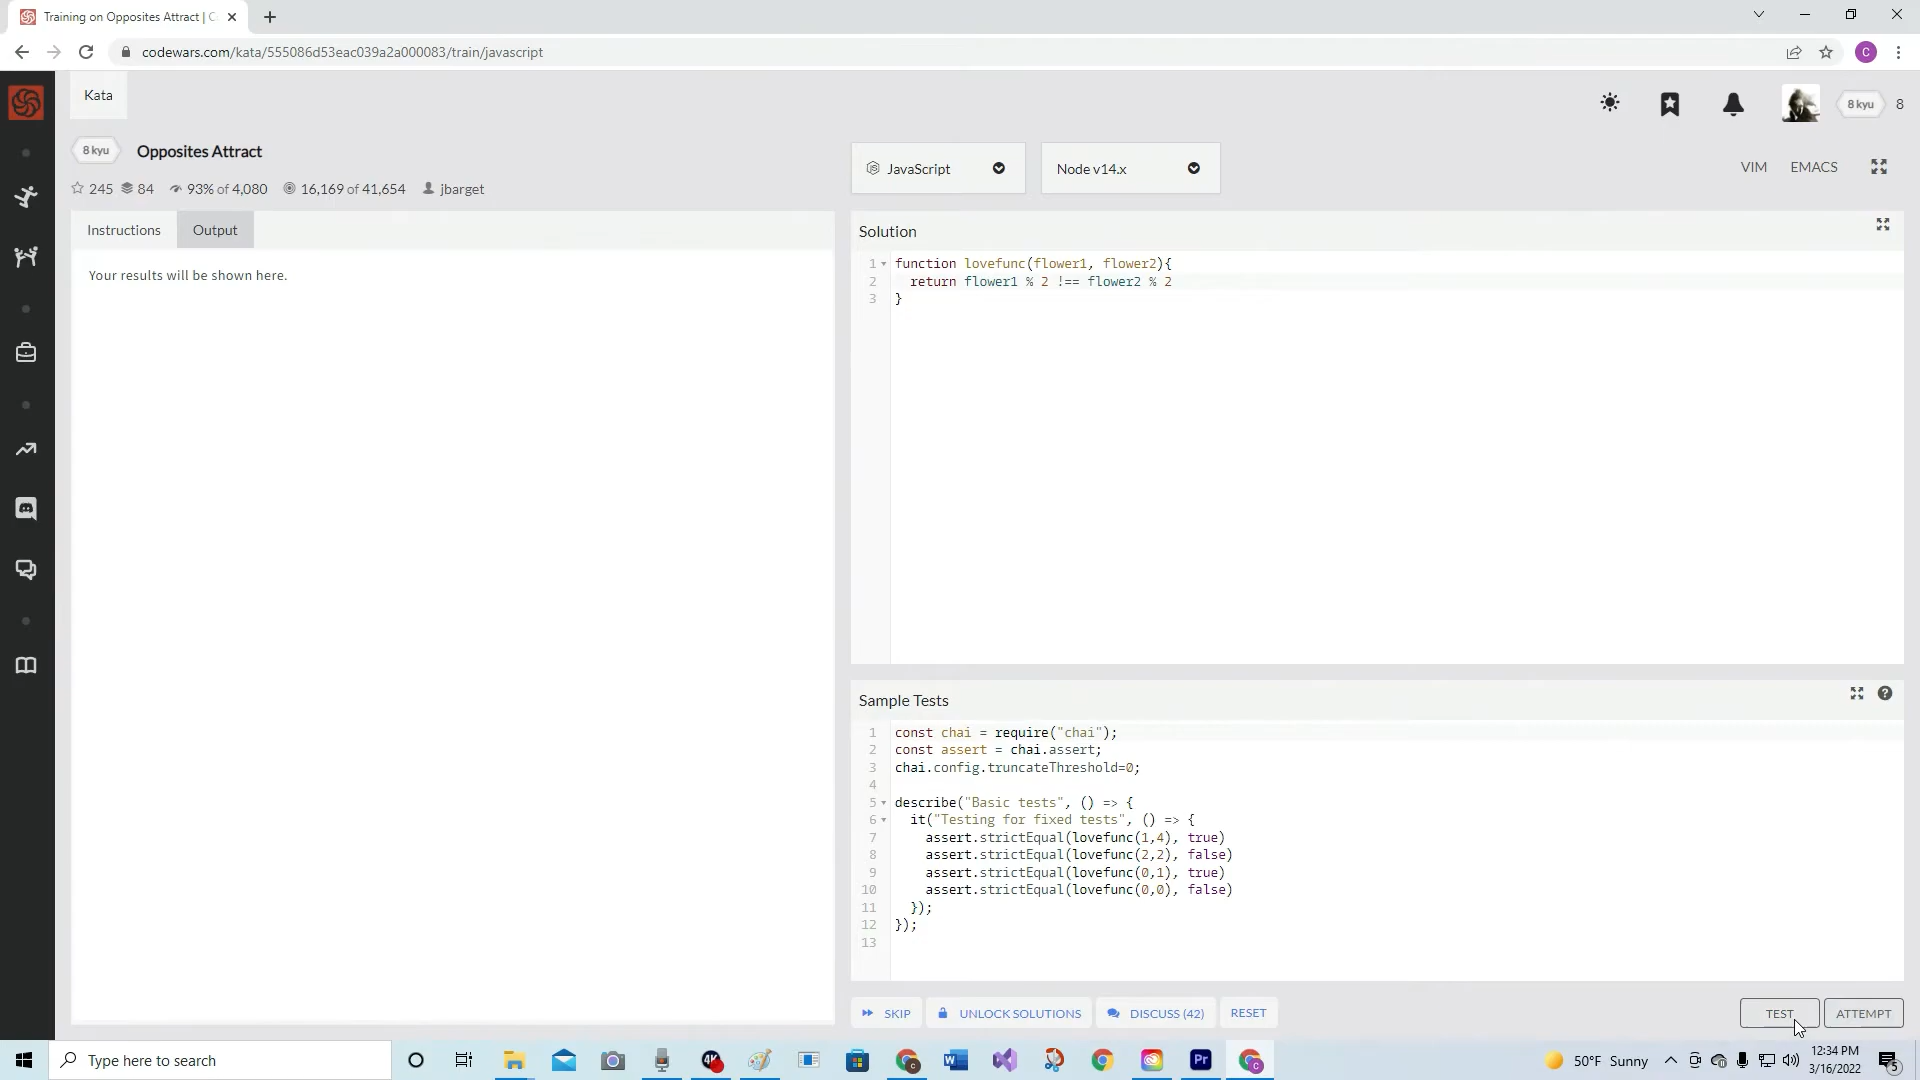 Training on Opposites Attract | C
codewars.com/kata/555086d53eac039a2a000083/train/javascript
C
Kata
8 kyu
8
8 kyu
Opposites Attract
245
84
93% of 4,080
16,169 of 41,654
jbarget
JavaScript
Node v14.x
VIM
EMACS
Instructions
Output
Your results will be shown here.
Solution
1
function lovefunc(flower1, flower2){
2
return flower1 % 2 !== flower2 % 2
3
}
Sample Tests
1
const chai = require("chai");
2
const assert = chai.assert;
3
chai.config.truncateThreshold=0;
4
5
describe("Basic tests", () => {
6
it("Testing for fixed tests", () => {
7
assert.strictEqual(lovefunc(1,4), true)
8
assert.strictEqual(lovefunc(2,2), false)
9
assert.strictEqual(lovefunc(0,1), true)
10
assert.strictEqual(lovefunc(0,0), false)
11
});
12
});
13
SKIP
UNLOCK SOLUTIONS
DISCUSS (42)
RESET
TEST
ATTEMPT
Type here to search
4K
Pr
50°F Sunny
12:34 PM
3/16/2022
5